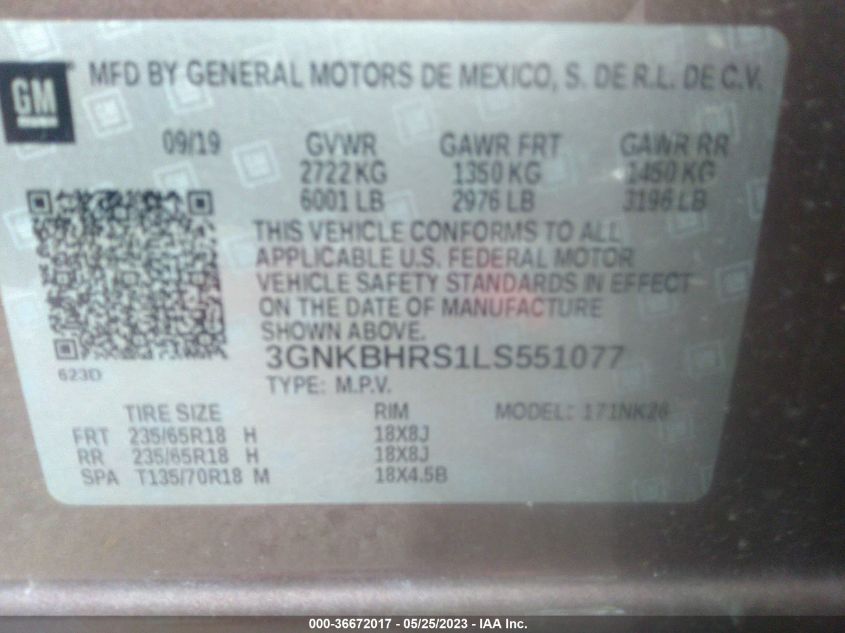 GM
MFD BY GENERAL MOTORS DE MEXICO, S. DE R.L. DE C.V.
09/19 GVWR GAWR FRT GAWR RR
2722 KG 1350 KG 1450 KG
6001 LB 2976 LB 3196 LB
THIS VEHICLE CONFORMS TO ALL
APPLICABLE U.S. FEDERAL MOTOR
VEHICLE SAFETY STANDARDS IN EFFECT
ON THE DATE OF MANUFACTURE
SHOWN ABOVE.
3GNKBHRS1LS551077
623D
TYPE: M.P.V.
TIRE SIZE RIM MODEL: 171NK26
FRT 235/65R18 H 18X8J
RR 235/65R18 H 18X8J
SPA T135/70R18 M 18X4.5B
000-36672017 - 05/25/2023 - IAA Inc.